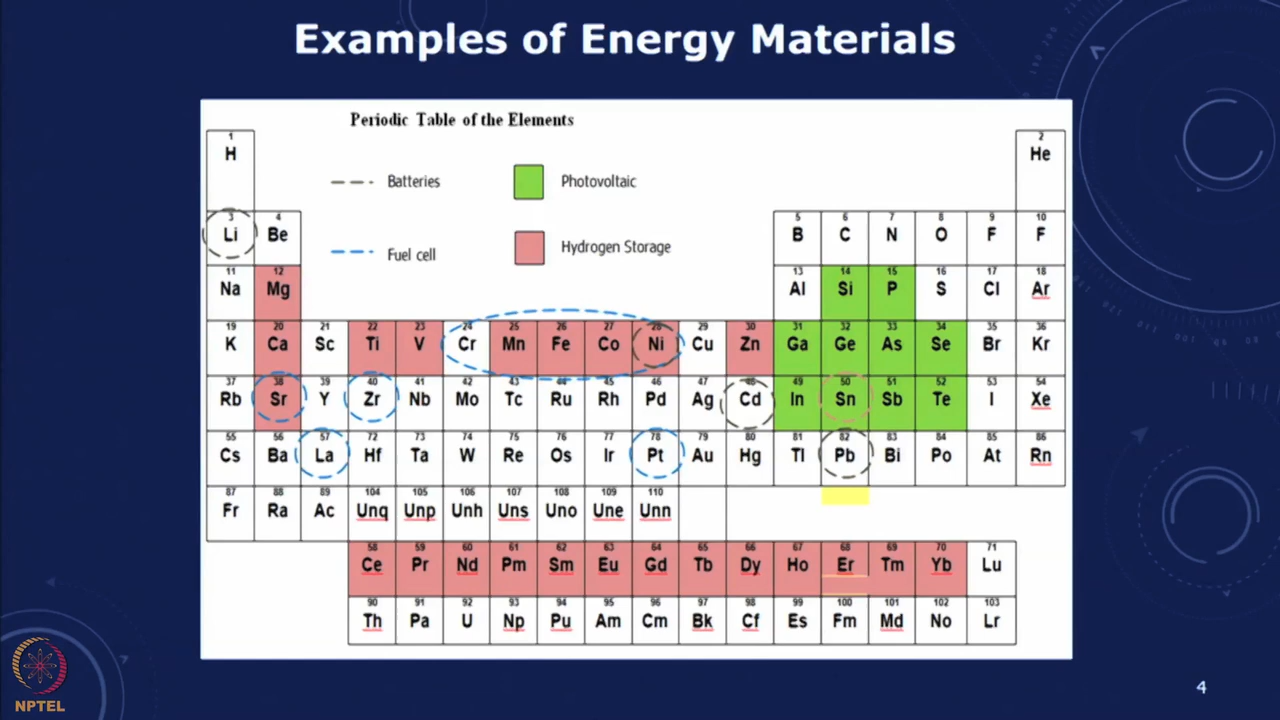 Examples of Energy Materials
Periodic Table of the Elements
1 2
H He
Batteries Photovoltaic
3 4 5 6 7 8 9 10
Li Be B C N O F F
Fuel cell Hydrogen Storage
11 12 13 14 15 16 17 18
Na Mg Al Si P S Cl Ar
19 20 21 22 23 24 25 26 27 28 29 30 31 32 33 34 35 36
K Ca Sc Ti V Cr Mn Fe Co Ni Cu Zn Ga Ge As Se Br Kr
37 38 39 40 41 42 43 44 45 46 47 48 49 50 51 52 53 54
Rb Sr Y Zr Nb Mo Tc Ru Rh Pd Ag Cd In Sn Sb Te I Xe
55 56 57 72 73 74 75 76 77 78 79 80 81 82 83 84 85 86
Cs Ba La Hf Ta W Re Os Ir Pt Au Hg Tl Pb Bi Po At Rn
87 88 89 104 105 106 107 108 109 110
Fr Ra Ac Unq Unp Unh Uns Uno Une Unn
58 59 60 61 62 63 64 65 66 67 68 69 70 71
Ce Pr Nd Pm Sm Eu Gd Tb Dy Ho Er Tm Yb Lu
90 91 92 93 94 95 96 97 98 99 100 101 102 103
Th Pa U Np Pu Am Cm Bk Cf Es Fm Md No Lr
4
NPTEL